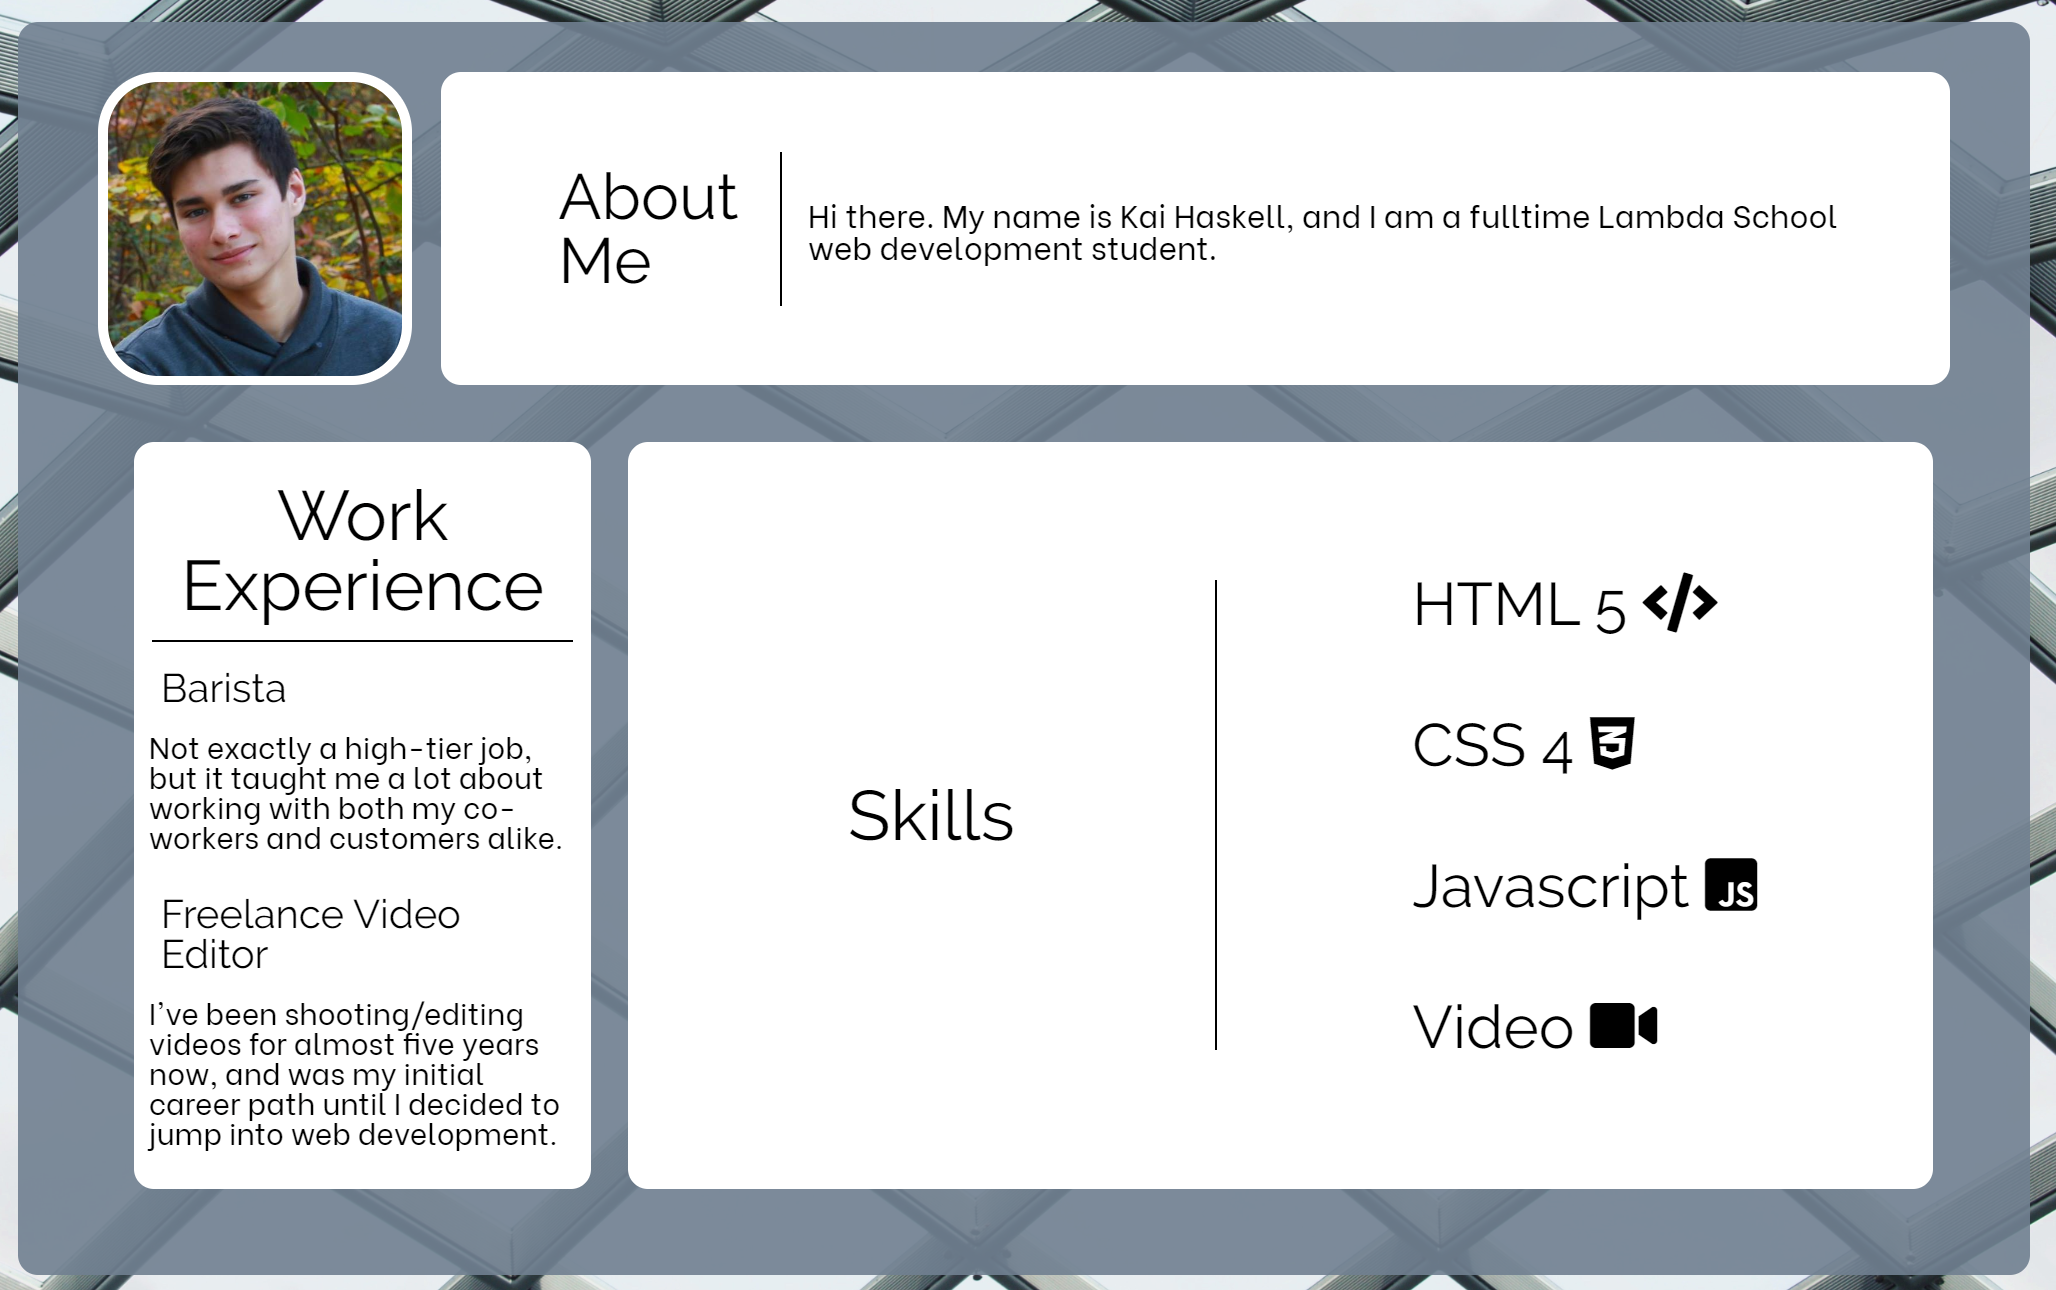 About
Me
Hi there. My name is Kai Haskell, and I am a fulltime Lambda School
web development student.
Work
Experience
Barista
Not exactly a high-tier job,
but it taught me a lot about
working with both my co-
workers and customers alike.
Freelance Video
Editor
I've been shooting/editing
videos for almost five years
now, and was my initial
career path until I decided to
jump into web development.
Skills
HTML 5 </>
CSS 4 3
Javascript JS
Video